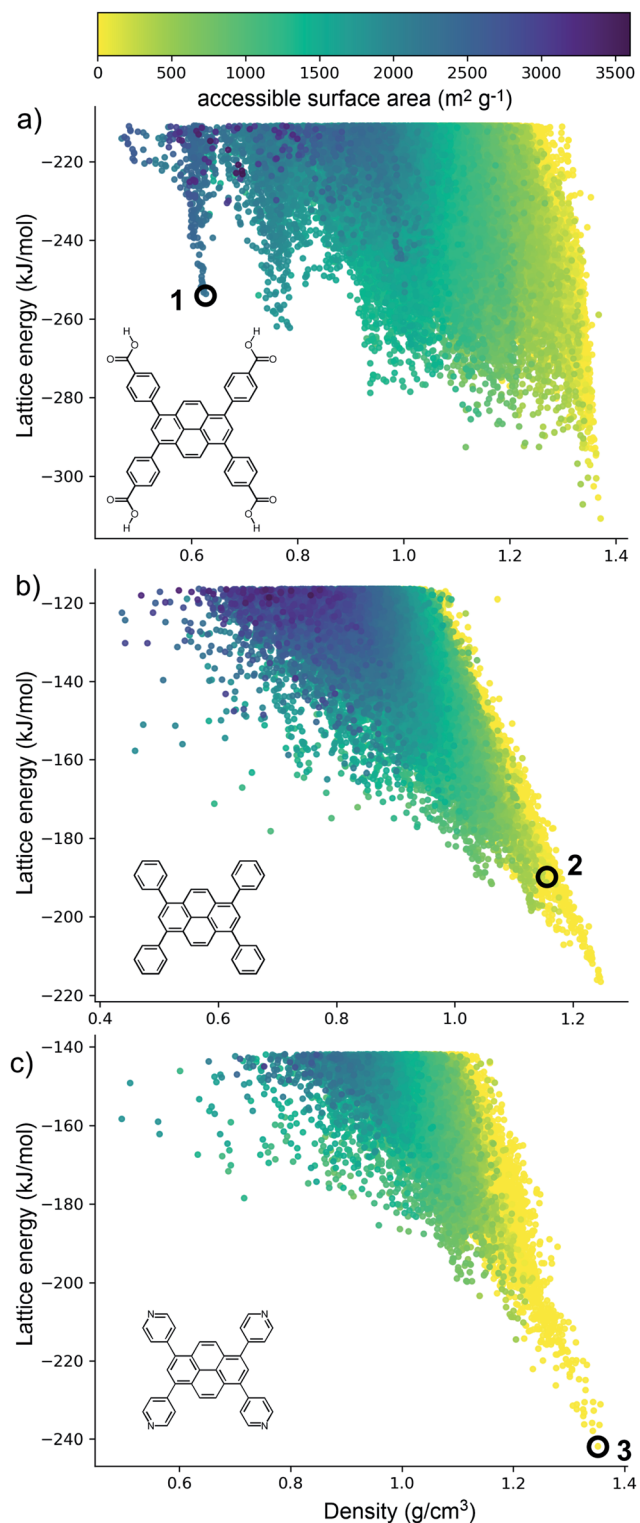 0 500 1000 1500 2000 2500 3000 3500
accessible surface area (m² g⁻¹)
a)
−220
−240
−260
−280
−300
Lattice energy (kJ/mol)
1
H H
O O
O O
O O
O O
H H
0.6 0.8 1.0 1.2 1.4
b)
−120
−140
−160
−180
−200
−220
Lattice energy (kJ/mol)
2
0.4 0.6 0.8 1.0 1.2
c)
−140
−160
−180
−200
−220
−240
Lattice energy (kJ/mol)
N N
N N
3
0.6 0.8 1.0 1.2 1.4
Density (g/cm³)